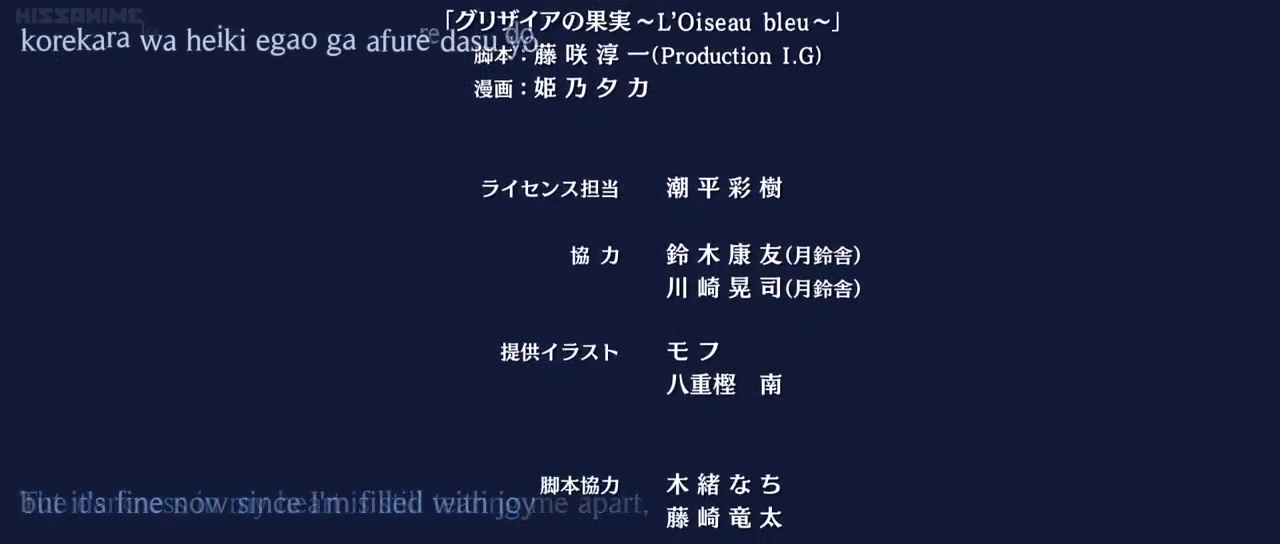 「グリザイアの果実～L'Oiseau bleu～」
korekara wa heiki egao ga afure dasu yo
脚本：藤咲淳一(Production I.G)
漫画：姫乃タカ
ライセンス担当 潮平彩樹
協力 鈴木康友(月鈴舎)
川崎晃司(月鈴舎)
提供イラスト モフ
八重樫 南
脚本協力 木緒なち
but it's fine now since I'm filled with joy
藤崎竜太